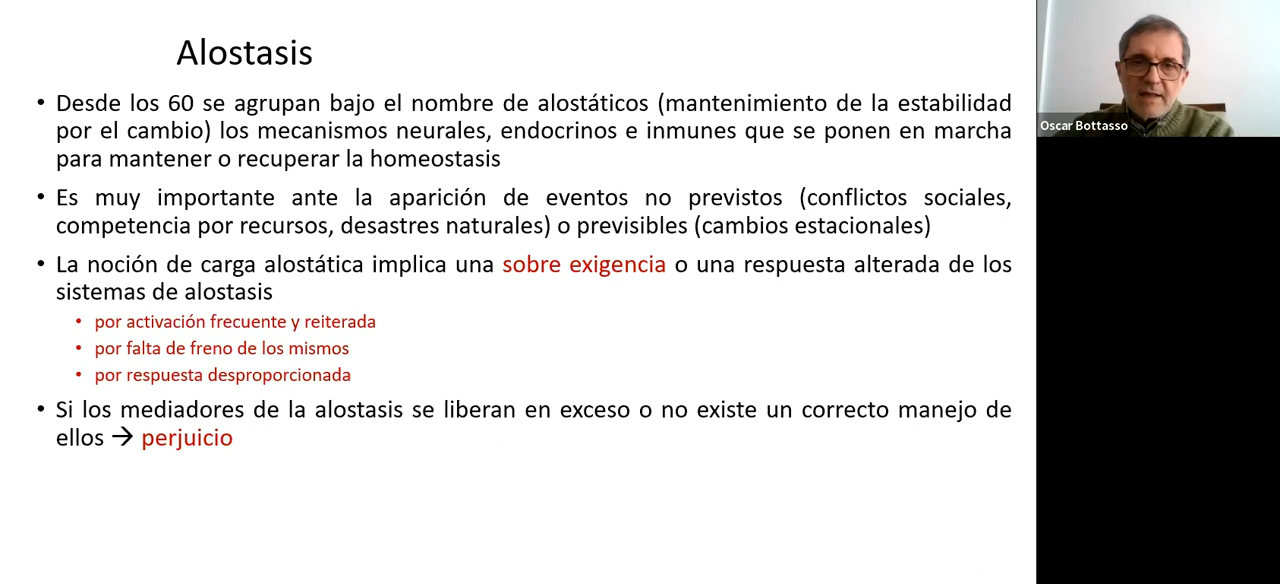 Alostasis
• Desde los 60 se agrupan bajo el nombre de alostáticos (mantenimiento de la estabilidad
por el cambio) los mecanismos neurales, endocrinos e inmunes que se ponen en marcha
para mantener o recuperar la homeostasis
• Es muy importante ante la aparición de eventos no previstos (conflictos sociales,
competencia por recursos, desastres naturales) o previsibles (cambios estacionales)
• La noción de carga alostática implica una sobre exigencia o una respuesta alterada de los
sistemas de alostasis
• por activación frecuente y reiterada
• por falta de freno de los mismos
• por respuesta desproporcionada
• Si los mediadores de la alostasis se liberan en exceso o no existe un correcto manejo de
ellos → perjuicio
Oscar Bottasso